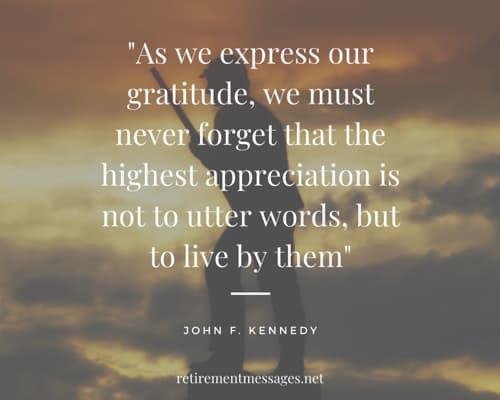 "As we express our
gratitude, we must
never forget that the
highest appreciation is
not to utter words, but
to live by them"
JOHN F. KENNEDY
retirementmessages.net